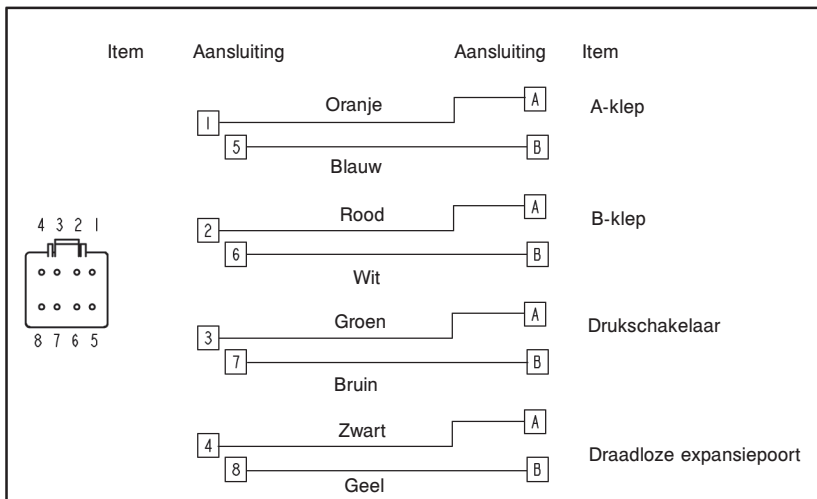 Item Aansluiting Aansluiting Item
Oranje A A-klep
1
5 B
Blauw
Rood A B-klep
2
6 B
Wit
4 3 2 1
8 7 6 5
Groen A Drukschakelaar
3
7 B
Bruin
Zwart A
4
Draadloze expansiepoort
8 B
Geel